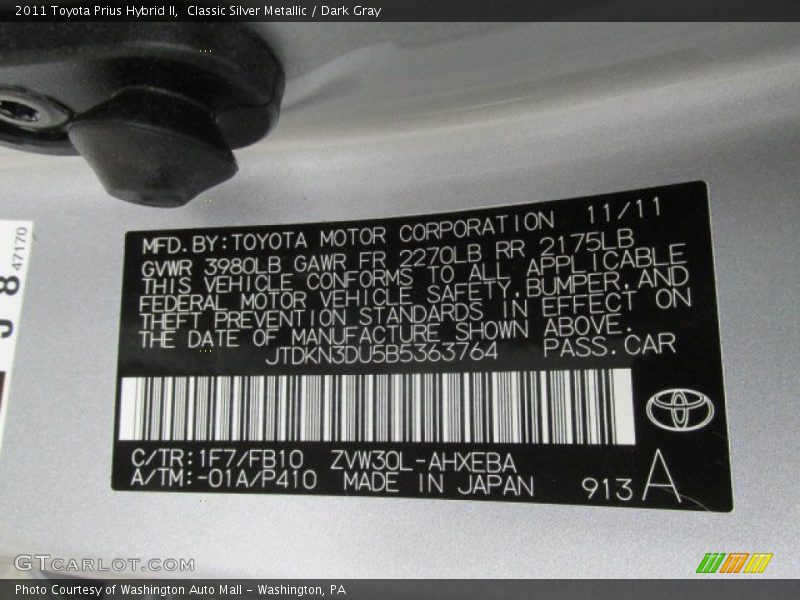 2011 Toyota Prius Hybrid II, Classic Silver Metallic / Dark Gray
47170
J 8
MFD. BY: TOYOTA MOTOR CORPORATION 11/11
GVWR 3980LB GAWR FR 2270LB RR 2175LB
THIS VEHICLE CONFORMS TO ALL APPLICABLE
FEDERAL MOTOR VEHICLE SAFETY, BUMPER, AND
THEFT PREVENTION STANDARDS IN EFFECT ON
THE DATE OF MANUFACTURE SHOWN ABOVE.
JTDKN3DU5B5363764 PASS. CAR
C/TR: 1F7/FB10 ZVW30L-AHXEBA
A/TM: -01A/P410 MADE IN JAPAN 913 A
GTCarLot.com
Photo Courtesy of Washington Auto Mall - Washington, PA